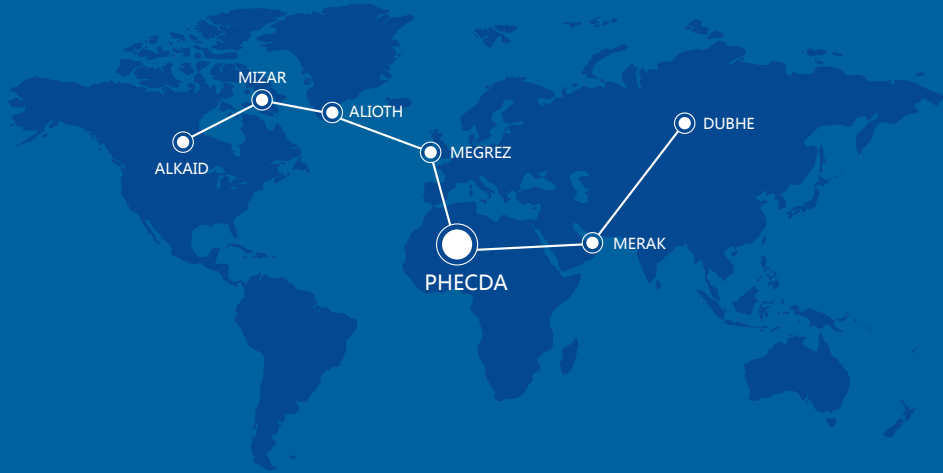 MIZAR
ALIOTH
DUBHE
MEGREZ
ALKAID
MERAK
PHECDA